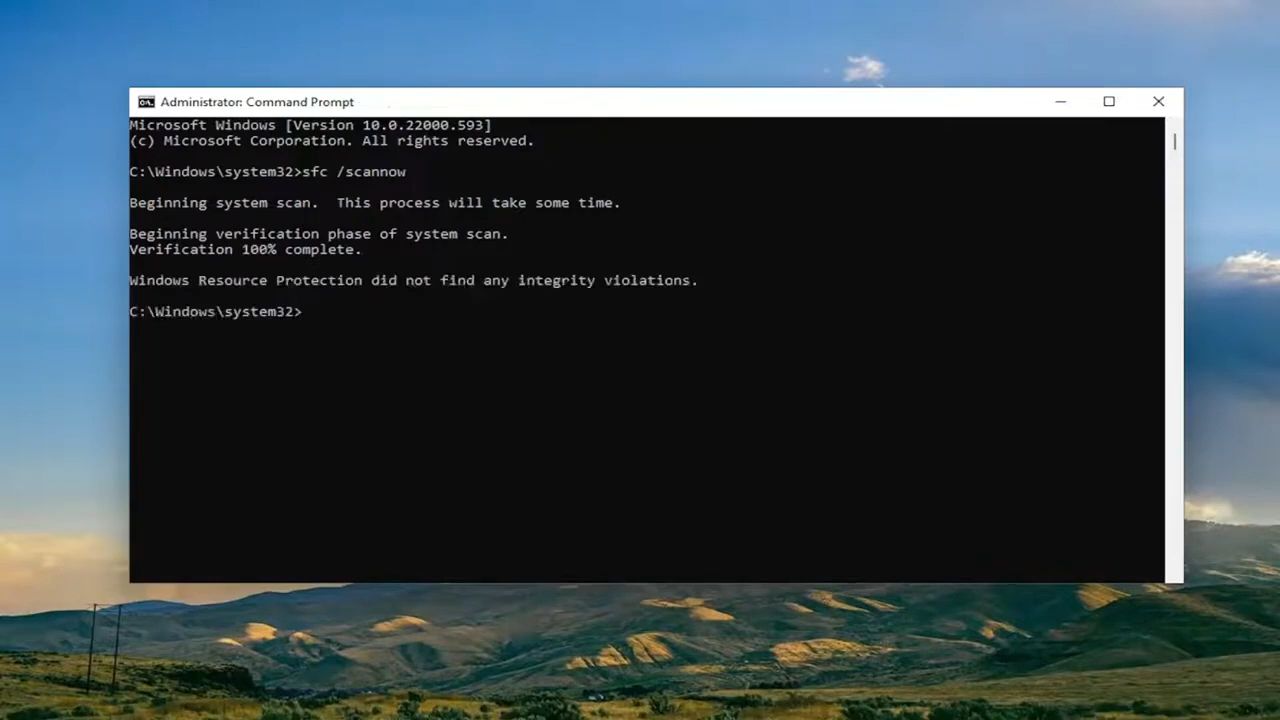 Administrator: Command Prompt
Microsoft Windows [Version 10.0.22000.593]
(c) Microsoft Corporation. All rights reserved.
C:\Windows\system32>sfc /scannow
Beginning system scan.  This process will take some time.
Beginning verification phase of system scan.
Verification 100% complete.
Windows Resource Protection did not find any integrity violations.
C:\Windows\system32>